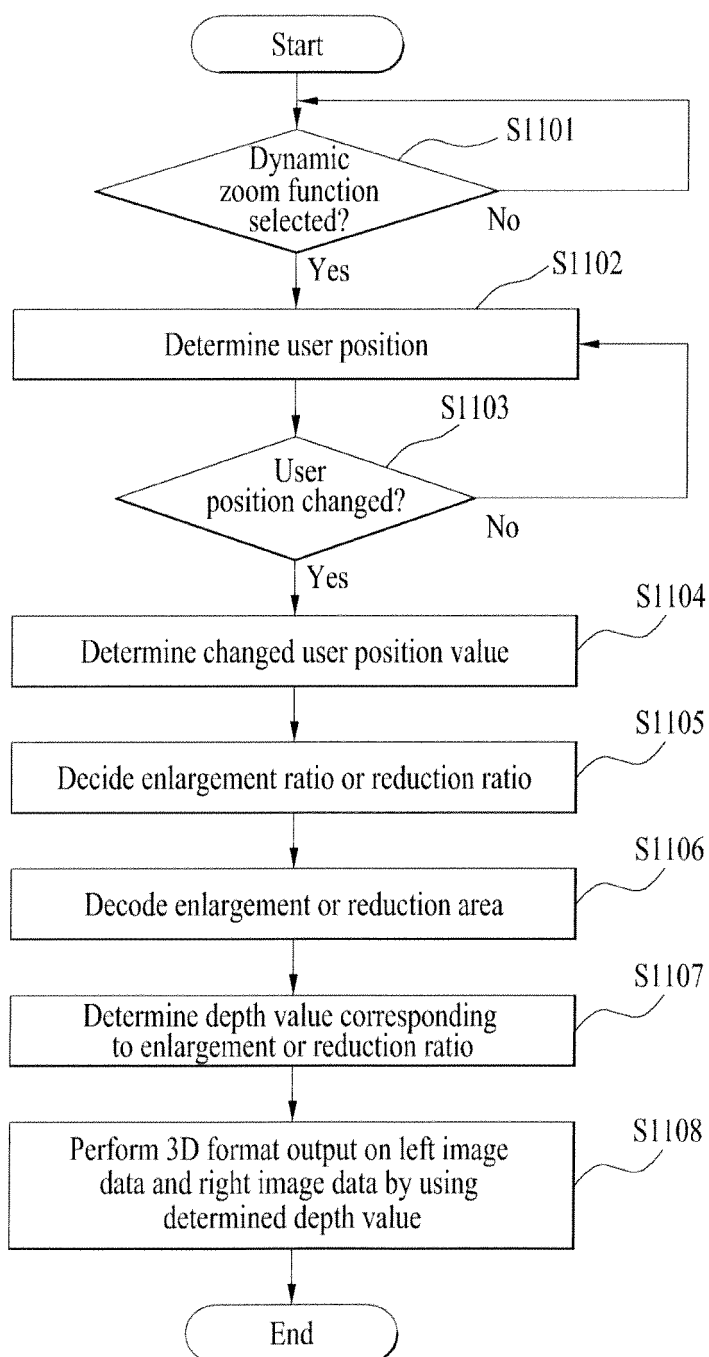 Start
S1101
Dynamic
zoom function
selected?
No
Yes
S1102
Determine user position
S1103
User
position changed?
No
Yes
S1104
Determine changed user position value
S1105
Decide enlargement ratio or reduction ratio
S1106
Decode enlargement or reduction area
S1107
Determine depth value corresponding
to enlargement or reduction ratio
S1108
Perform 3D format output on left image
data and right image data by using
determined depth value
End